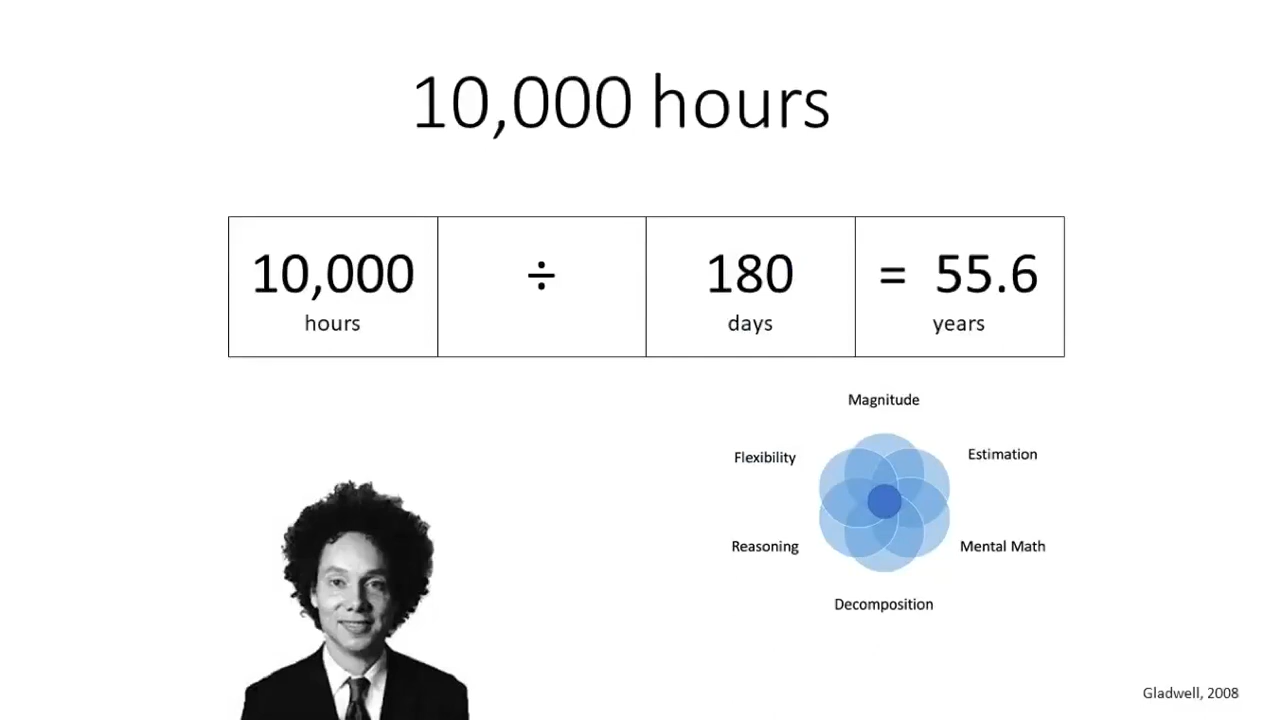 10,000 hours
10,000 ÷ 180 = 55.6
hours days years
Magnitude
Flexibility Estimation
Reasoning Mental Math
Decomposition
Gladwell, 2008